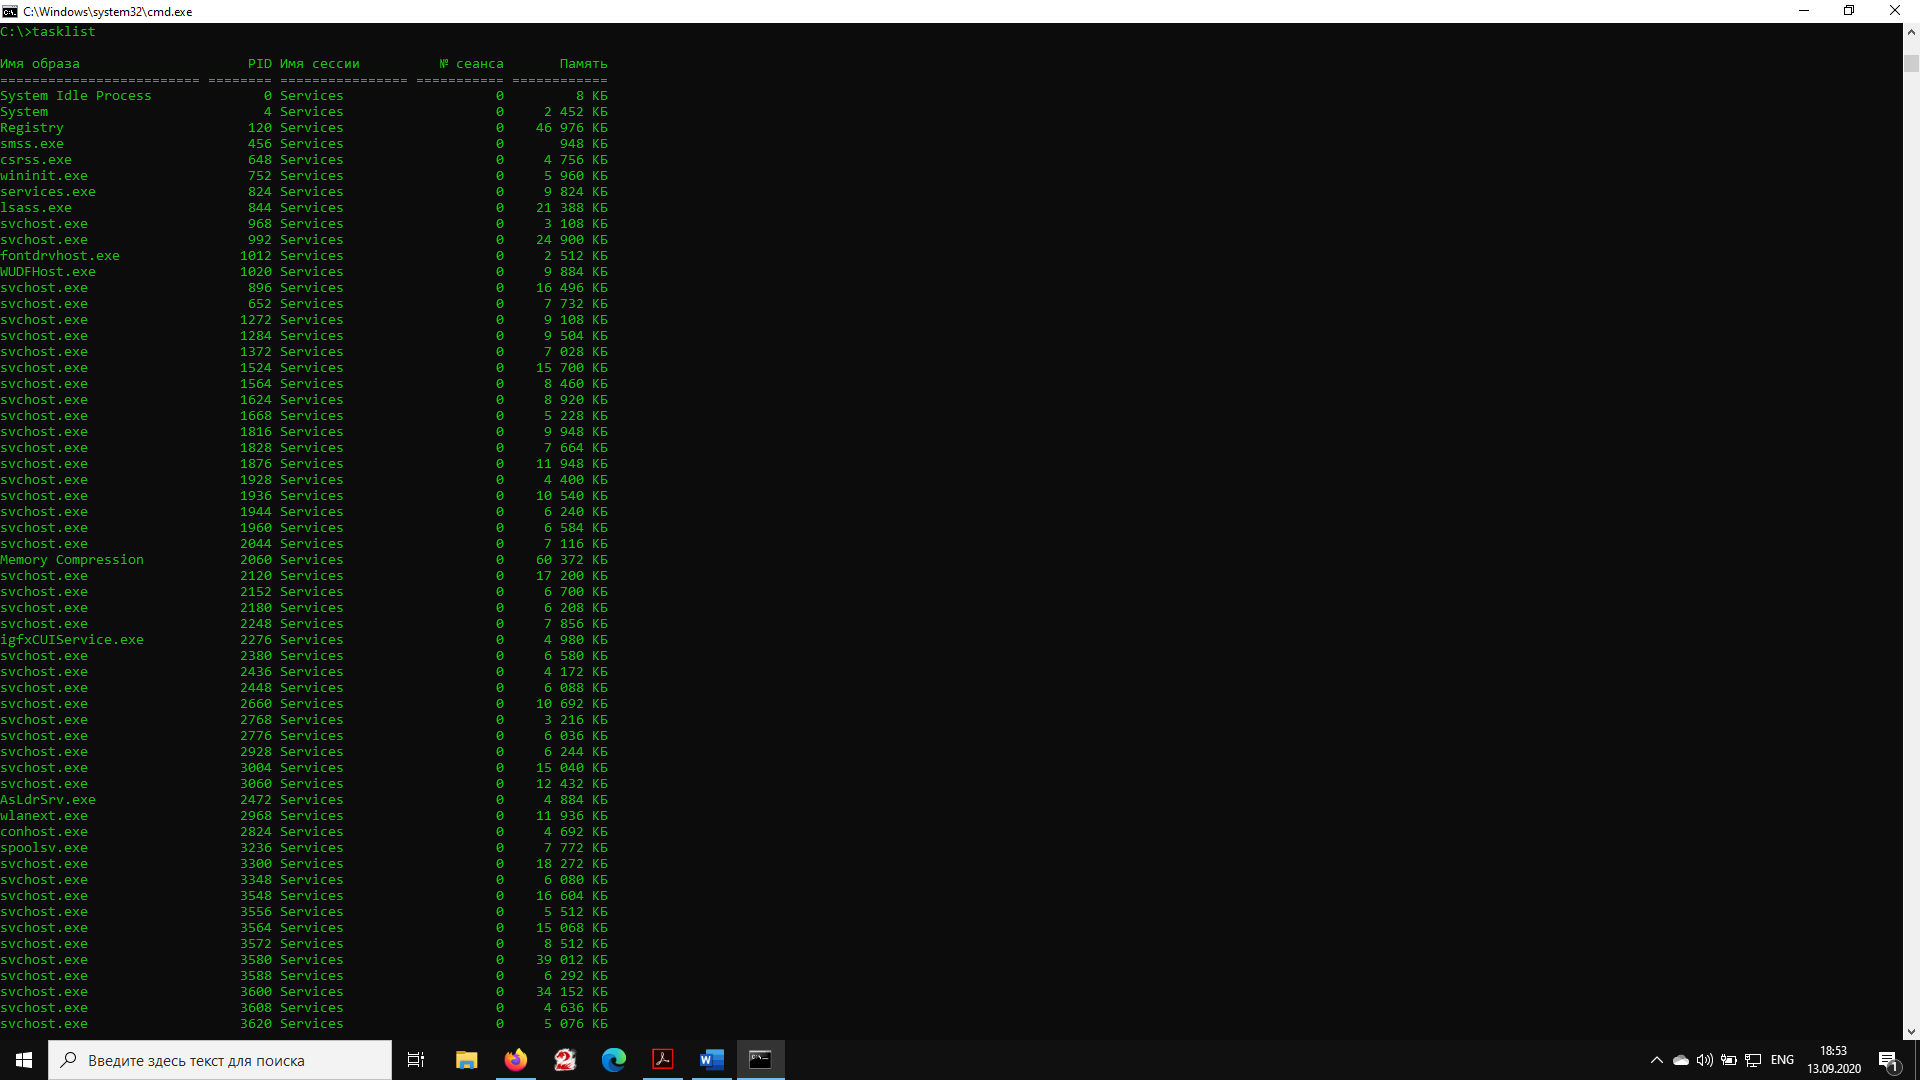 C:\Windows\system32\cmd.exe
C:\>tasklist
Имя образа                     PID Имя сессии          № сеанса       Память
========================= ======== ================ =========== ============
System Idle Process              0 Services                   0         8 КБ
System                           4 Services                   0     2 452 КБ
Registry                       120 Services                   0    46 976 КБ
smss.exe                       456 Services                   0       948 КБ
csrss.exe                      648 Services                   0     4 756 КБ
wininit.exe                    752 Services                   0     5 960 КБ
services.exe                   824 Services                   0     9 824 КБ
lsass.exe                      844 Services                   0    21 388 КБ
svchost.exe                    968 Services                   0     3 108 КБ
svchost.exe                    992 Services                   0    24 900 КБ
fontdrvhost.exe               1012 Services                   0     2 512 КБ
WUDFHost.exe                  1020 Services                   0     9 884 КБ
svchost.exe                    896 Services                   0    16 496 КБ
svchost.exe                    652 Services                   0     7 732 КБ
svchost.exe                   1272 Services                   0     9 108 КБ
svchost.exe                   1284 Services                   0     9 504 КБ
svchost.exe                   1372 Services                   0     7 028 КБ
svchost.exe                   1524 Services                   0    15 700 КБ
svchost.exe                   1564 Services                   0     8 460 КБ
svchost.exe                   1624 Services                   0     8 920 КБ
svchost.exe                   1668 Services                   0     5 228 КБ
svchost.exe                   1816 Services                   0     9 948 КБ
svchost.exe                   1828 Services                   0     7 664 КБ
svchost.exe                   1876 Services                   0    11 948 КБ
svchost.exe                   1928 Services                   0     4 400 КБ
svchost.exe                   1936 Services                   0    10 540 КБ
svchost.exe                   1944 Services                   0     6 240 КБ
svchost.exe                   1960 Services                   0     6 584 КБ
svchost.exe                   2044 Services                   0     7 116 КБ
Memory Compression            2060 Services                   0    60 372 КБ
svchost.exe                   2120 Services                   0    17 200 КБ
svchost.exe                   2152 Services                   0     6 700 КБ
svchost.exe                   2180 Services                   0     6 208 КБ
svchost.exe                   2248 Services                   0     7 856 КБ
igfxCUIService.exe            2276 Services                   0     4 980 КБ
svchost.exe                   2380 Services                   0     6 580 КБ
svchost.exe                   2436 Services                   0     4 172 КБ
svchost.exe                   2448 Services                   0     6 088 КБ
svchost.exe                   2660 Services                   0    10 692 КБ
svchost.exe                   2768 Services                   0     3 216 КБ
svchost.exe                   2776 Services                   0     6 036 КБ
svchost.exe                   2928 Services                   0     6 244 КБ
svchost.exe                   3004 Services                   0    15 040 КБ
svchost.exe                   3060 Services                   0    12 432 КБ
AsLdrSrv.exe                  2472 Services                   0     4 884 КБ
wlanext.exe                   2968 Services                   0    11 936 КБ
conhost.exe                   2824 Services                   0     4 692 КБ
spoolsv.exe                   3236 Services                   0     7 772 КБ
svchost.exe                   3300 Services                   0    18 272 КБ
svchost.exe                   3348 Services                   0     6 080 КБ
svchost.exe                   3548 Services                   0    16 604 КБ
svchost.exe                   3556 Services                   0     5 512 КБ
svchost.exe                   3564 Services                   0    15 068 КБ
svchost.exe                   3572 Services                   0     8 512 КБ
svchost.exe                   3580 Services                   0    39 012 КБ
svchost.exe                   3588 Services                   0     6 292 КБ
svchost.exe                   3600 Services                   0    34 152 КБ
svchost.exe                   3608 Services                   0     4 636 КБ
svchost.exe                   3620 Services                   0     5 076 КБ
Введите здесь текст для поиска
ENG
18:53
13.09.2020
1